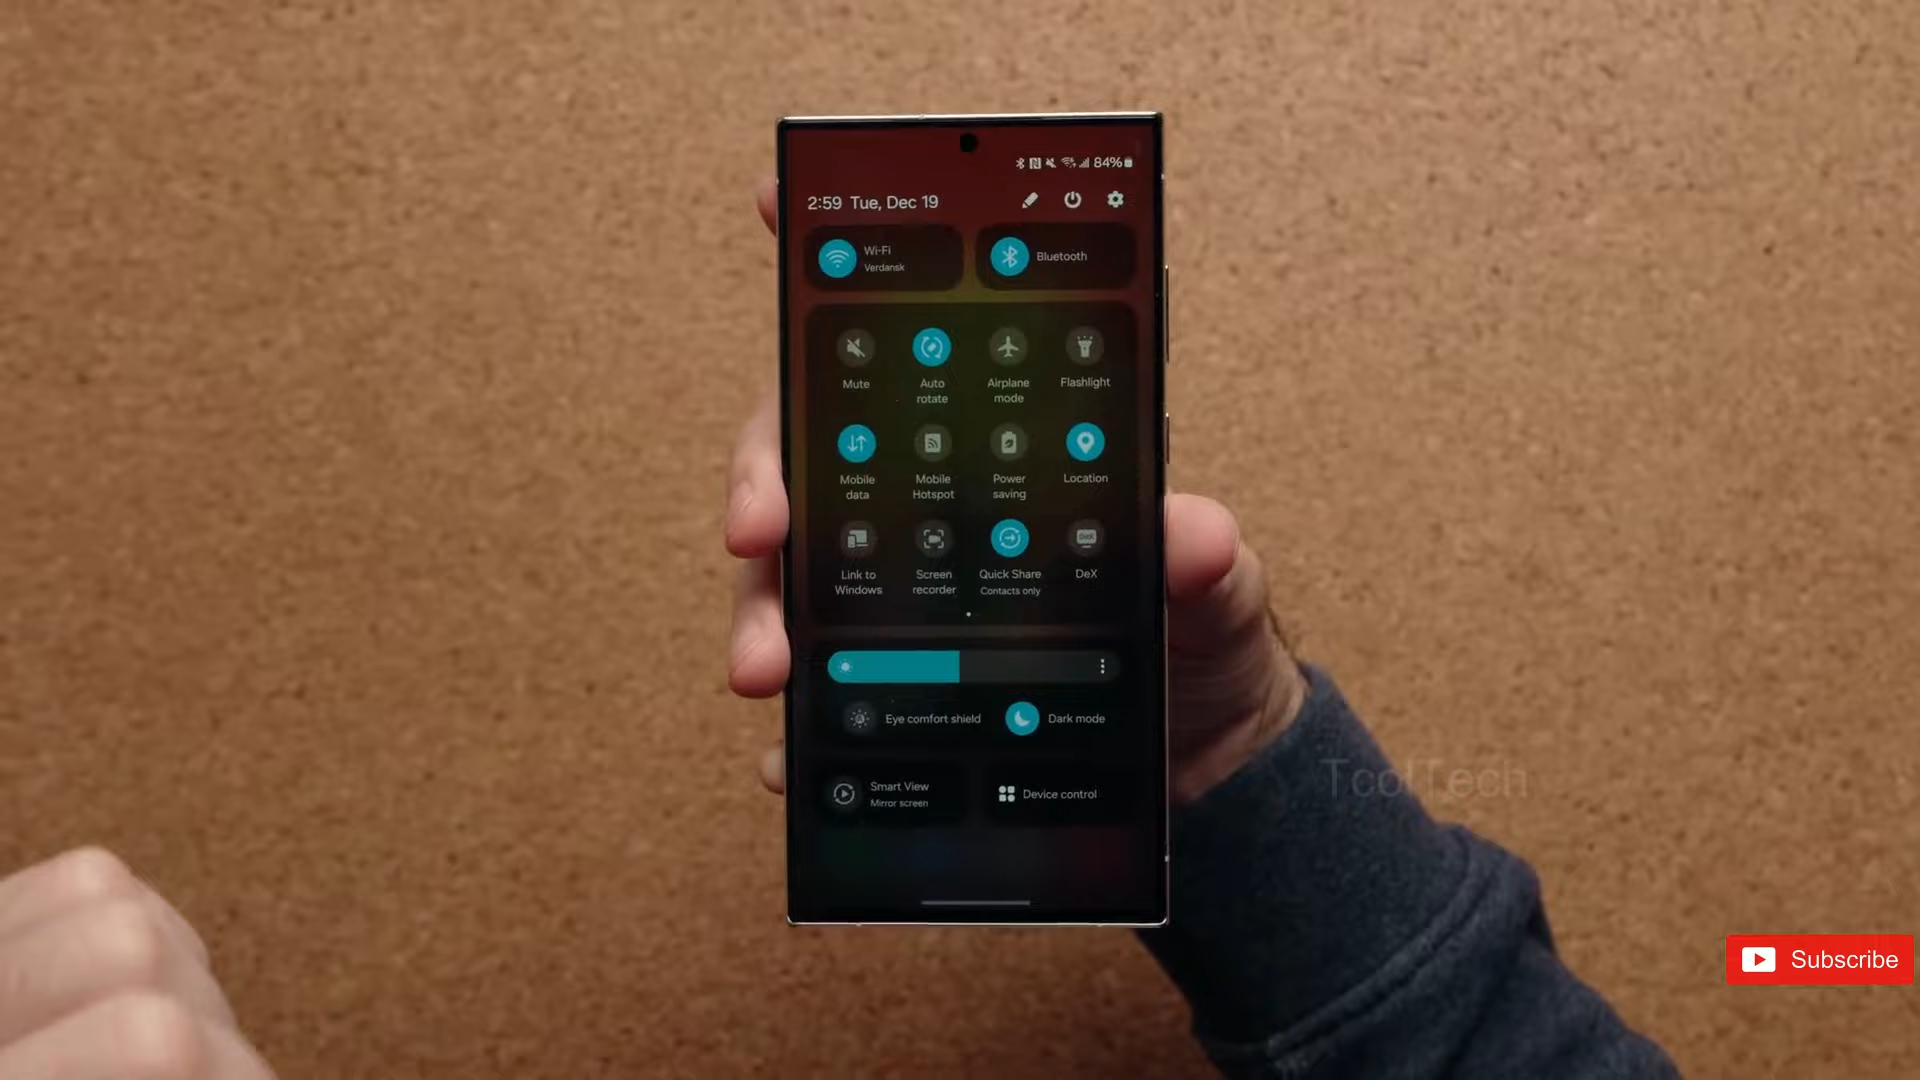 84%
2:59 Tue, Dec 19
Wi-Fi
Verdansk
Bluetooth
Mute
Auto
rotate
Airplane
mode
Flashlight
Mobile
data
Mobile
Hotspot
Power
saving
Location
Link to
Windows
Screen
recorder
Quick Share
Contacts only
DeX
DeX
Eye comfort shield
Dark mode
Smart View
Mirror screen
Device control
TcolTech
Subscribe